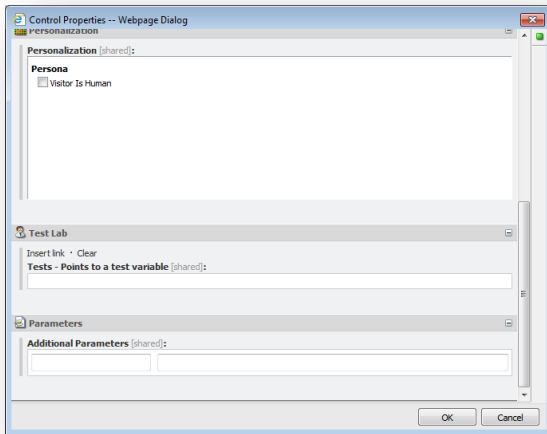 Control Properties -- Webpage Dialog
Personalization
Personalization [shared]:
Persona
Visitor Is Human
Test Lab
Insert link · Clear
Tests - Points to a test variable [shared]:
Parameters
Additional Parameters [shared]:
OK Cancel